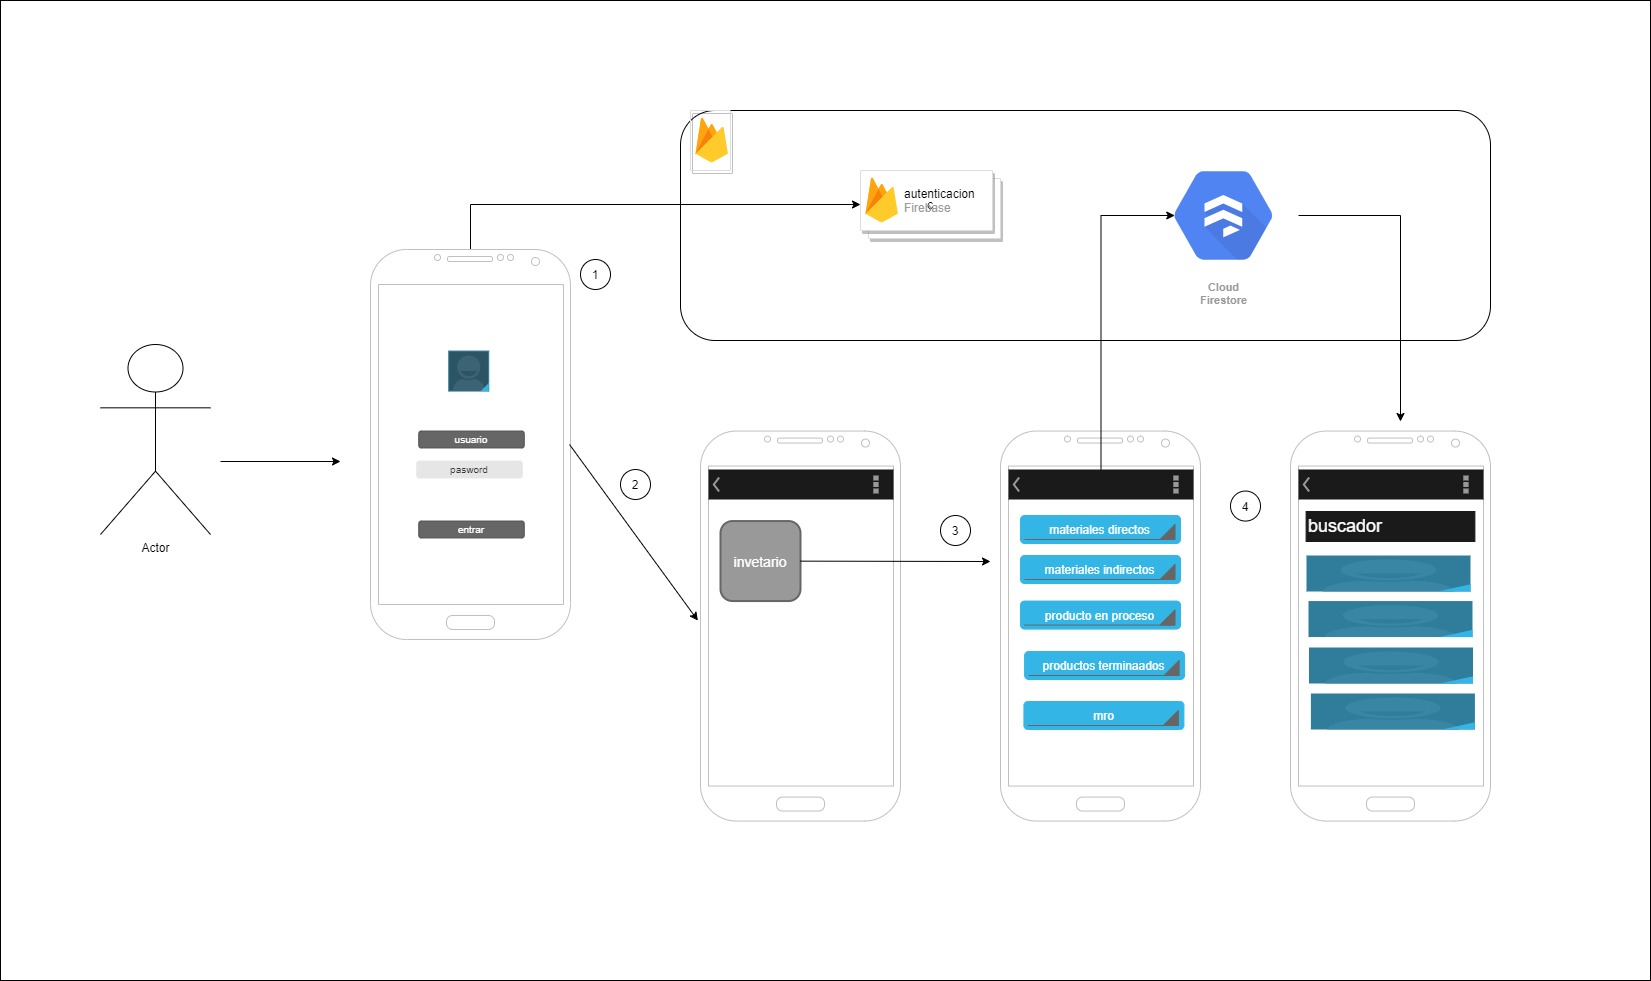 autenticacion
c
Firebase
Cloud
Firestore
1
usuario
pasword
entrar
Actor
2
invetario
3
materiales directos
materiales indirectos
producto en proceso
productos terminaados
mro
4
buscador